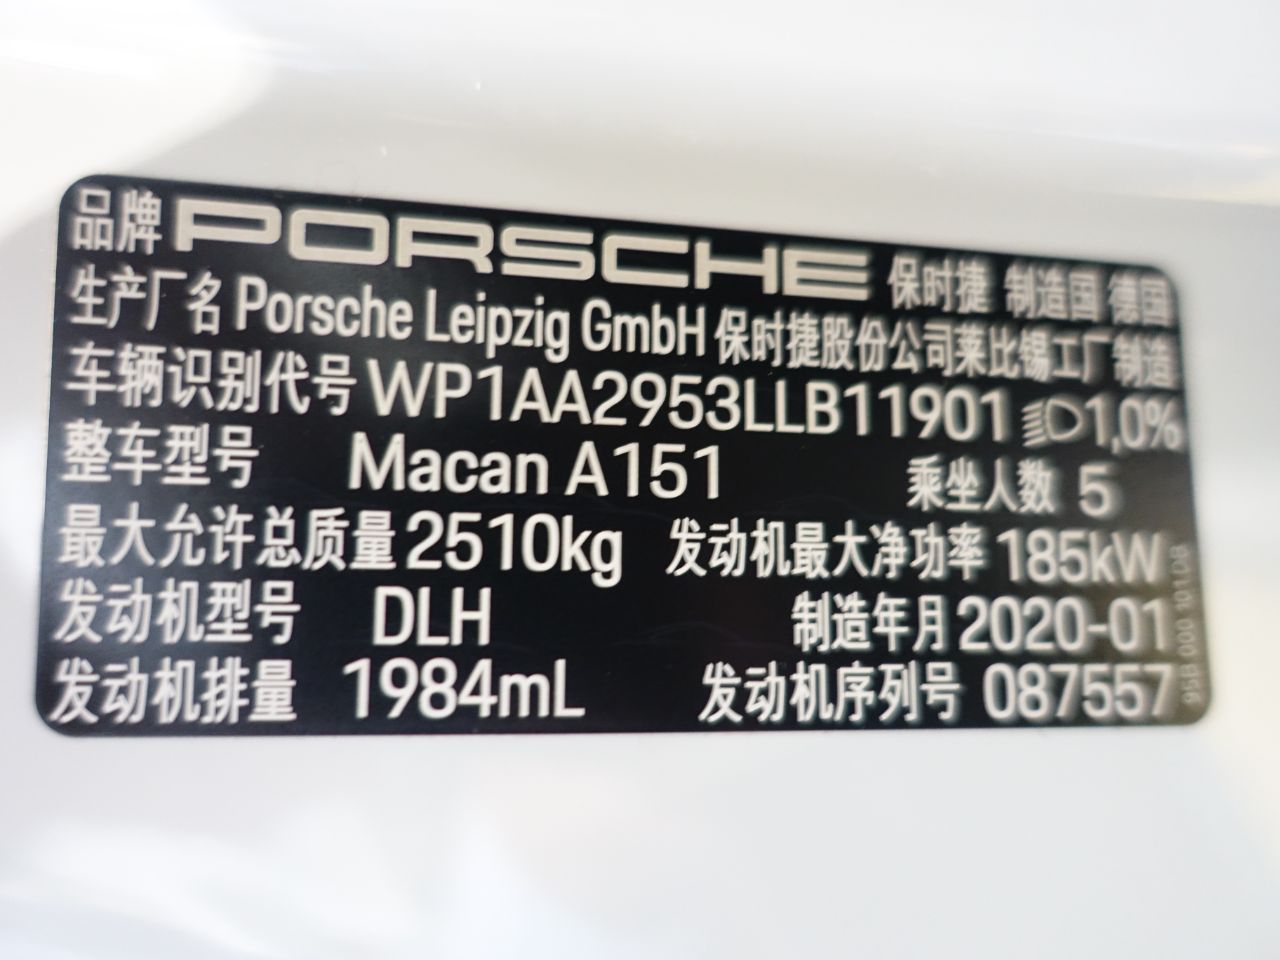 品牌 PORSCHE 保时捷 制造国 德国
生产厂名 Porsche Leipzig GmbH 保时捷股份公司莱比锡工厂制造
车辆识别代号 WP1AA2953LLB11901 1,0%
整车型号 Macan A151 乘坐人数 5
最大允许总质量 2510kg 发动机最大净功率 185kW
发动机型号 DLH 制造年月 2020-01
发动机排量 1984mL 发动机序列号 087557
95B 000 101 DB